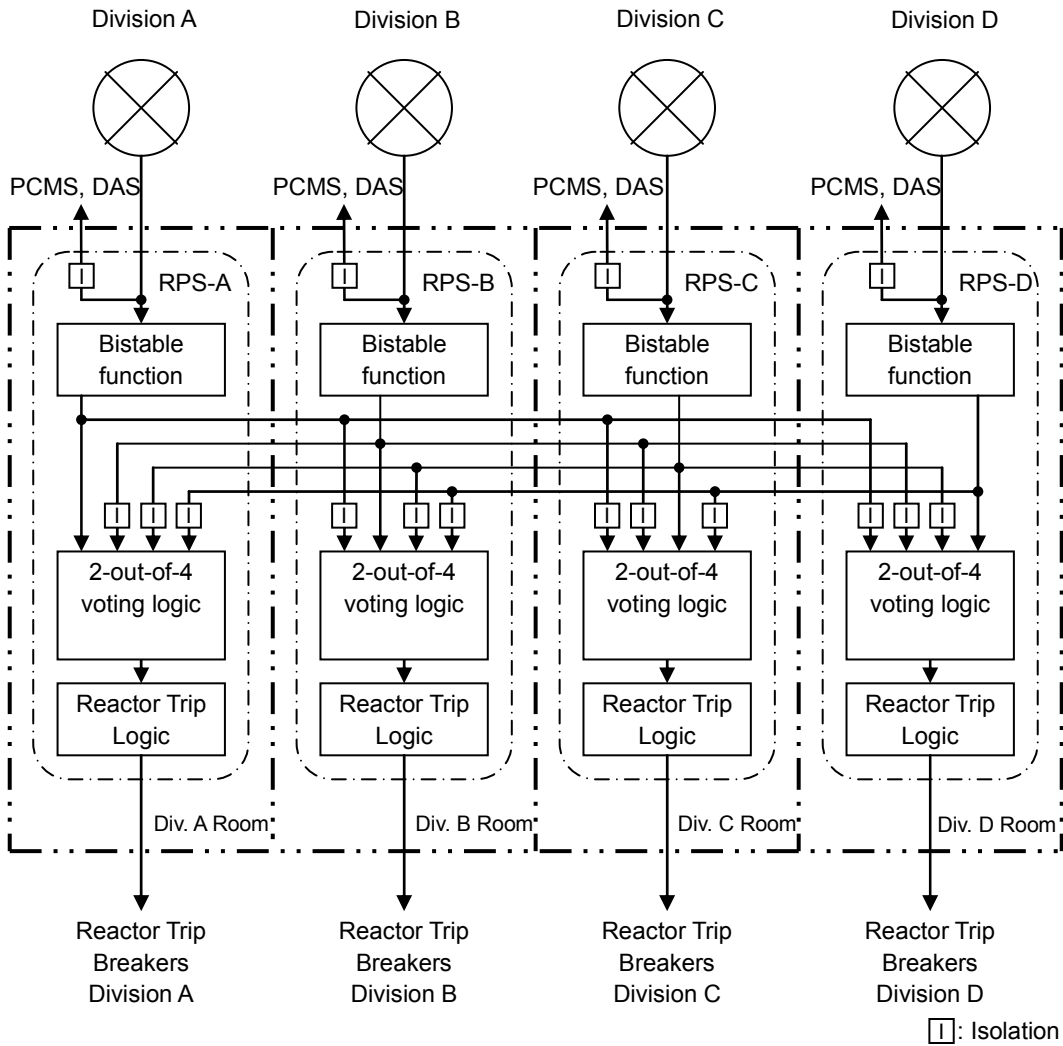 Division A
Division B
Division C
Division D
PCMS, DAS
PCMS, DAS
PCMS, DAS
PCMS, DAS
I
I
I
I
RPS-A
RPS-B
RPS-C
RPS-D
Bistable
function
Bistable
function
Bistable
function
Bistable
function
I
I
I
I
I
I
I
I
I
I
I
I
2-out-of-4
voting logic
2-out-of-4
voting logic
2-out-of-4
voting logic
2-out-of-4
voting logic
Reactor Trip
Logic
Reactor Trip
Logic
Reactor Trip
Logic
Reactor Trip
Logic
Div. A Room
Div. B Room
Div. C Room
Div. D Room
Reactor Trip
Breakers
Division A
Reactor Trip
Breakers
Division B
Reactor Trip
Breakers
Division C
Reactor Trip
Breakers
Division D
I : Isolation